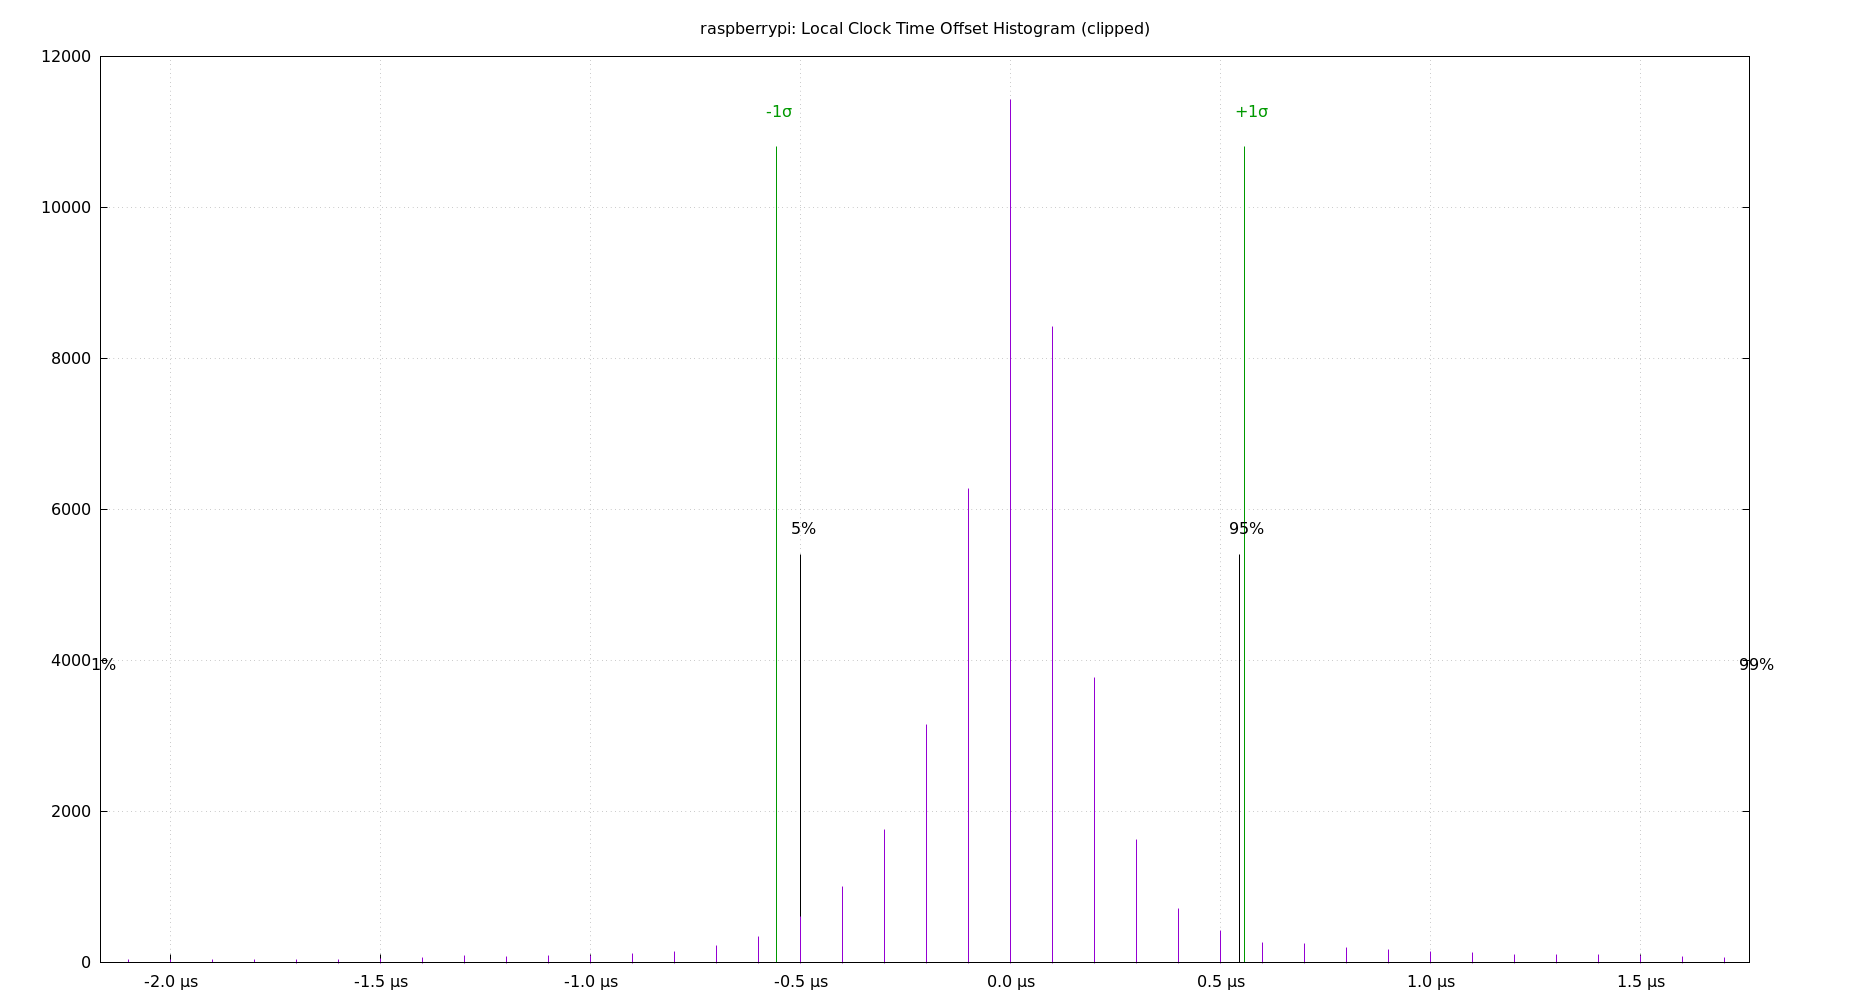 raspberrypi: Local Clock Time Offset Histogram (clipped)
12000
-1σ +1σ
10000
8000
6000
5% 95%
4000 1% 99%
2000
0
-2.0 μs -1.5 μs -1.0 μs -0.5 μs 0.0 μs 0.5 μs 1.0 μs 1.5 μs